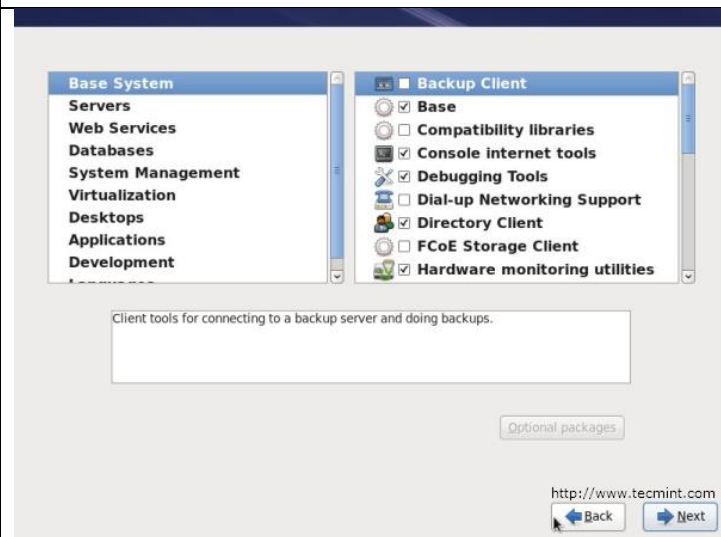 Base System
Servers
Web Services
Databases
System Management
Virtualization
Desktops
Applications
Development
Languages
Backup Client
Base
Compatibility libraries
Console internet tools
Debugging Tools
Dial-up Networking Support
Directory Client
FCoE Storage Client
Hardware monitoring utilities
Client tools for connecting to a backup server and doing backups.
Optional packages
http://www.tecmint.com
Back
Next